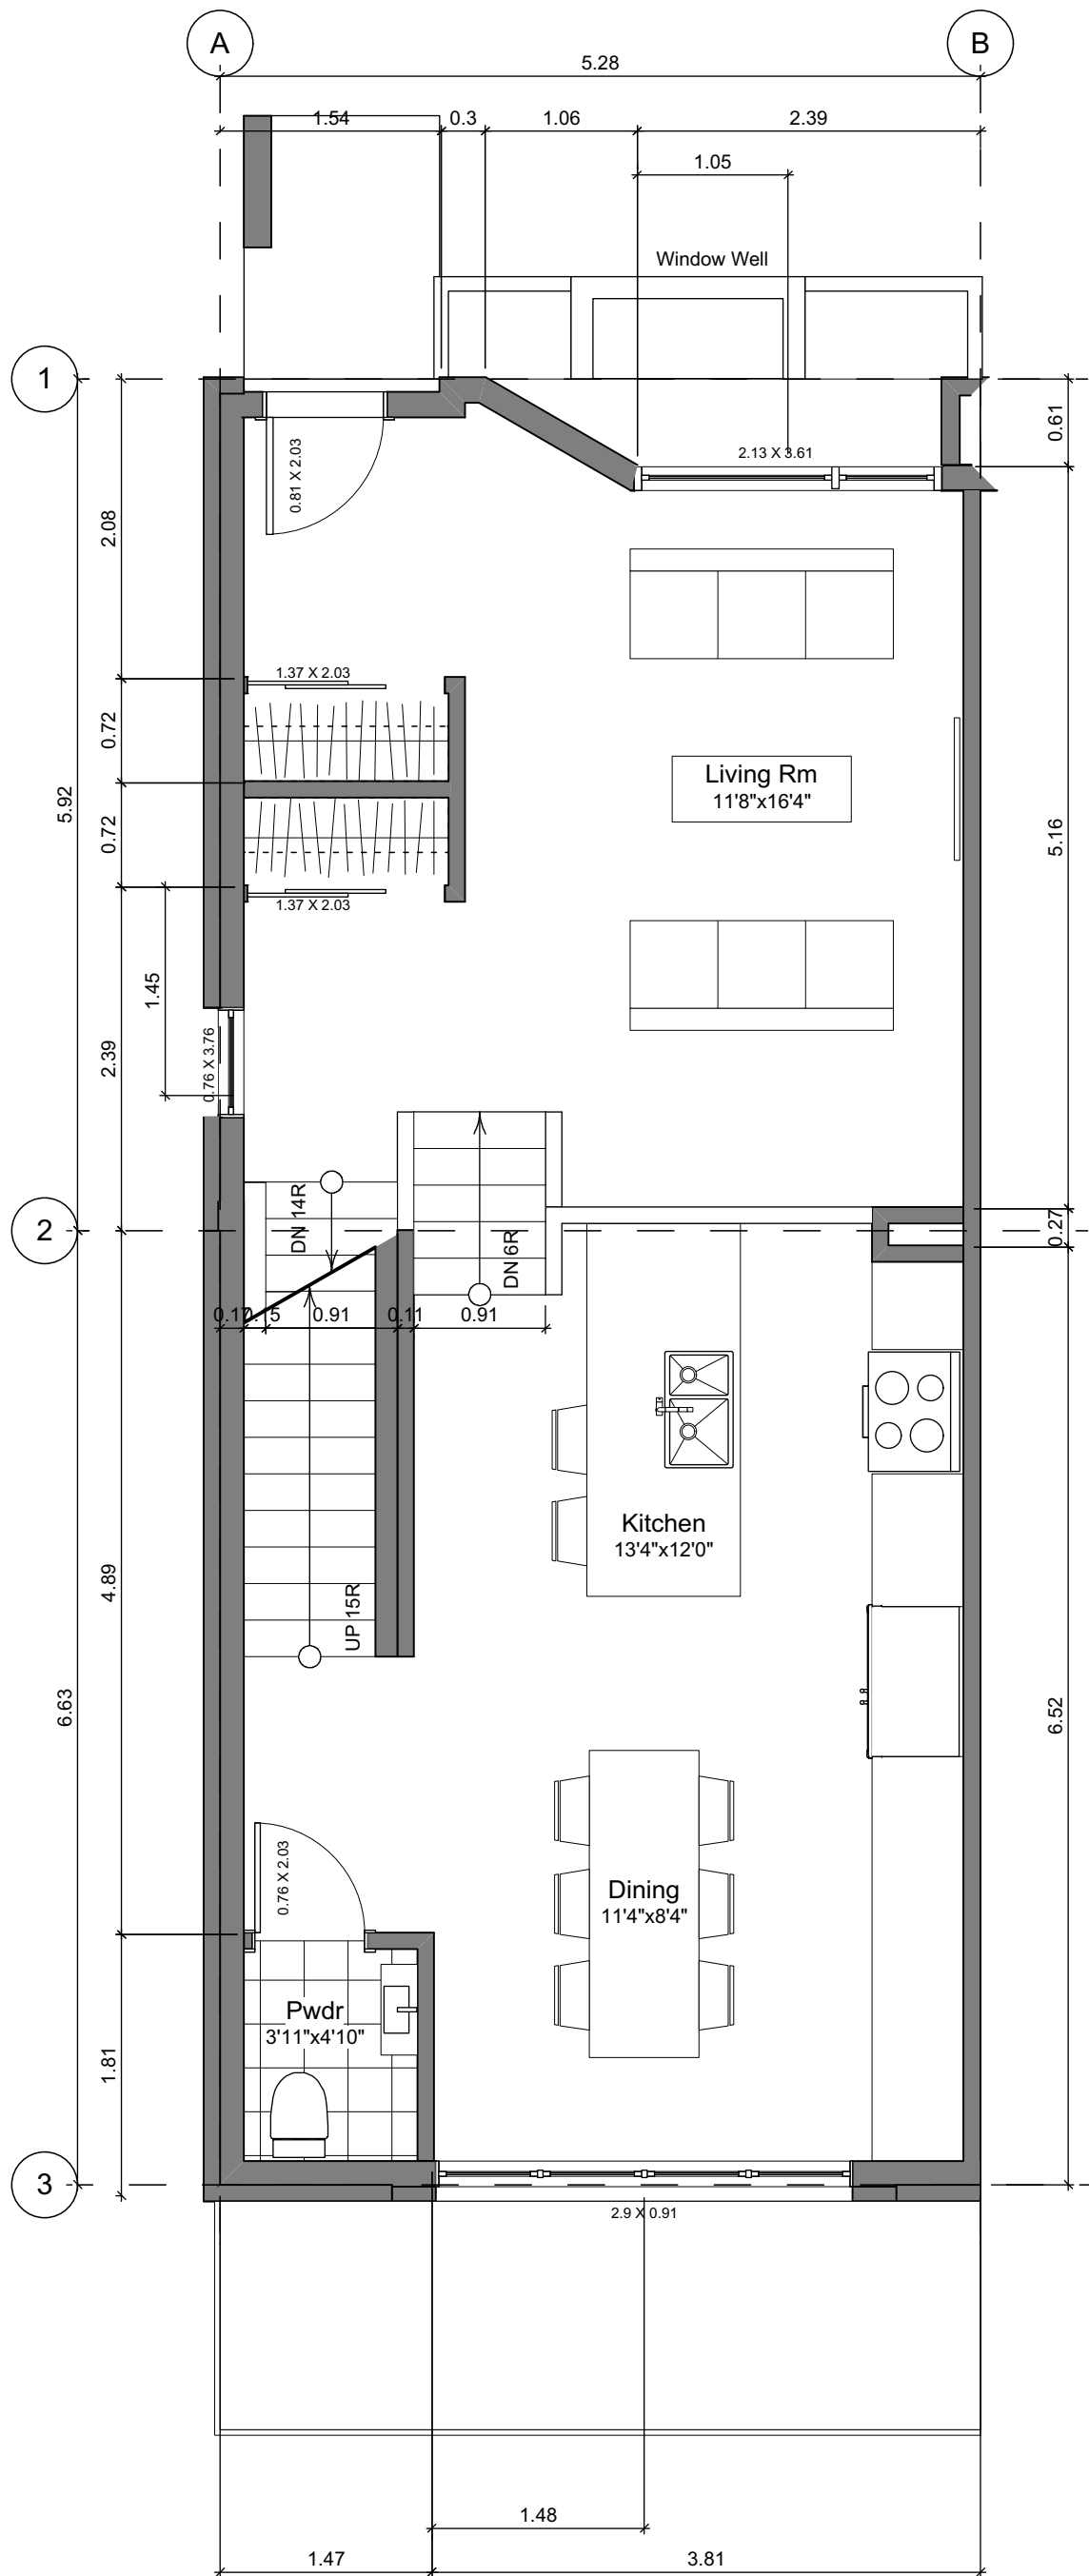 A
B
5.28
1.54
0.3
1.06
2.39
1.05
Window Well
1
0.61
2.13 X 3.61
0.81 X 2.03
2.08
1.37 X 2.03
0.72
Living Rm
11'8"x16'4"
5.92
5.16
0.72
1.37 X 2.03
1.45
0.76 X 3.76
2.39
DN 14R
DN 6R
2
0.27
0.17
0.15
0.91
0.11
0.91
Kitchen
13'4"x12'0"
4.89
UP 15R
6.63
6.52
0.76 X 2.03
Dining
11'4"x8'4"
Pwdr
3'11"x4'10"
1.81
3
2.9 X 0.91
1.48
1.47
3.81